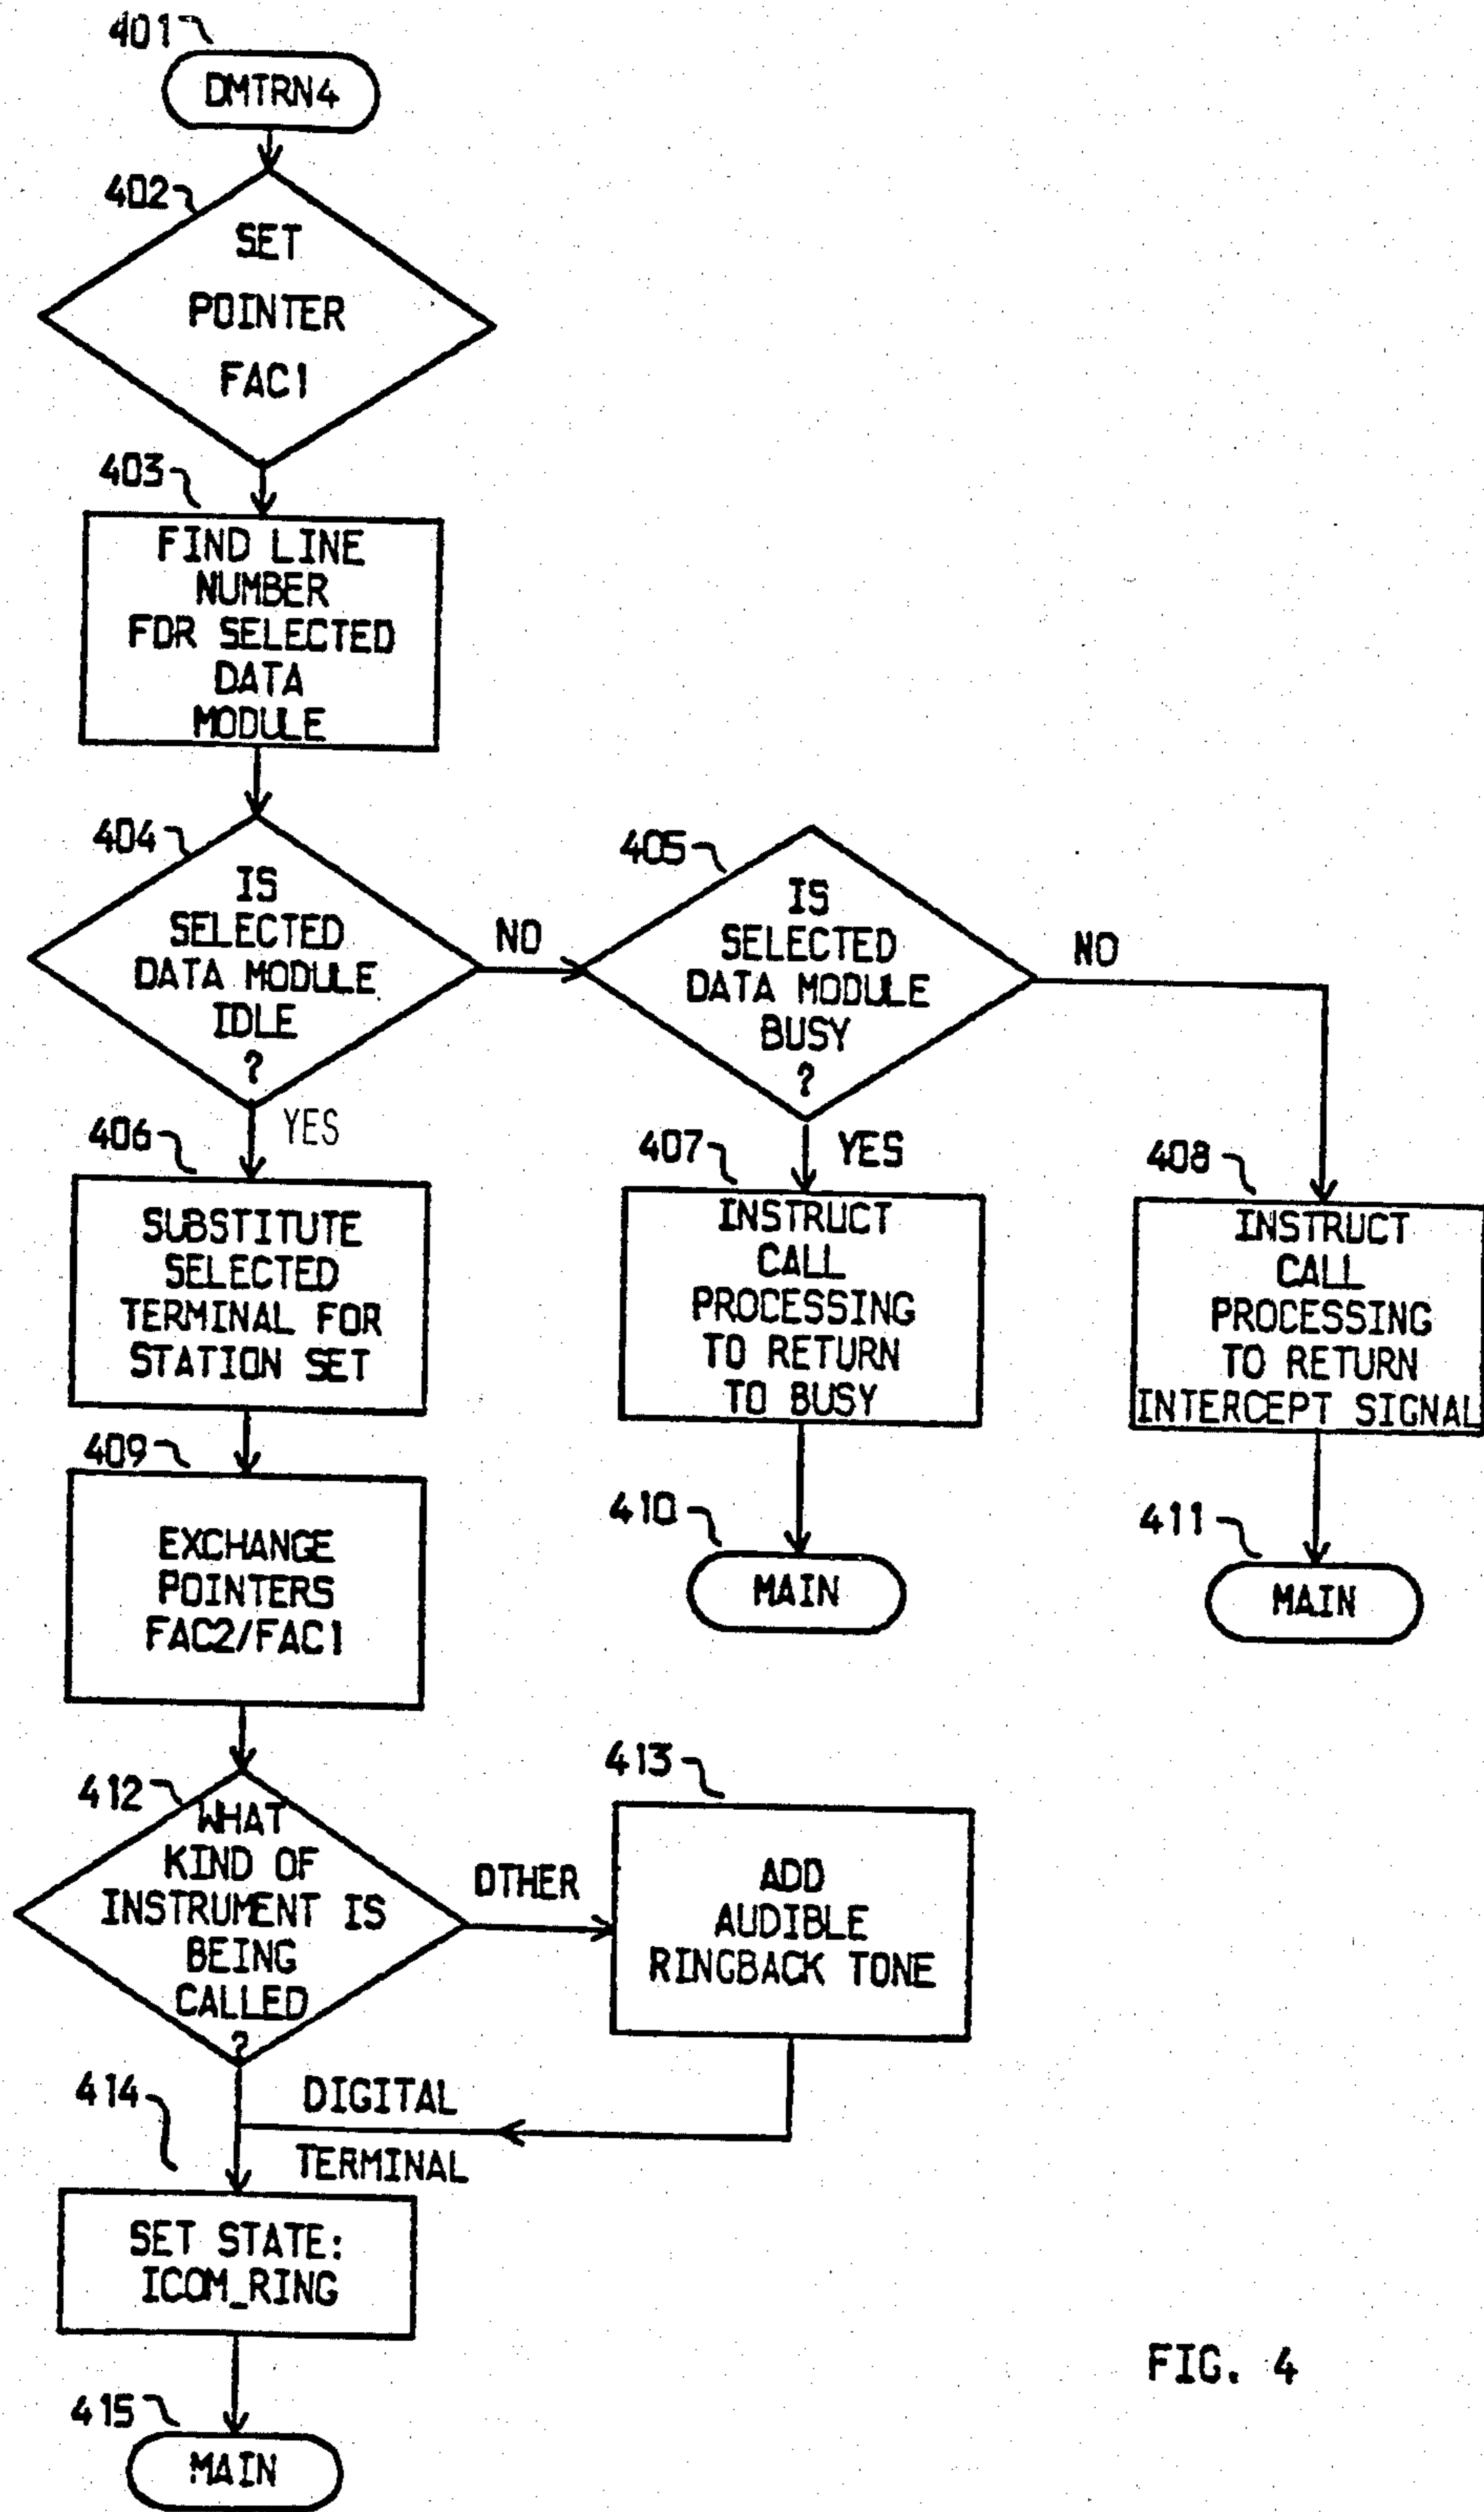 401
DMTRN4
402
SET
POINTER
FAC1
403
FIND LINE
NUMBER
FOR SELECTED
DATA
MODULE
404
IS
SELECTED
DATA MODULE
IDLE
?
NO
405
IS
SELECTED
DATA MODULE
BUSY
?
NO
YES
406
SUBSTITUTE
SELECTED
TERMINAL FOR
STATION SET
YES
407
INSTRUCT
CALL
PROCESSING
TO RETURN
TO BUSY
408
INSTRUCT
CALL
PROCESSING
TO RETURN
INTERCEPT SIGNAL
409
EXCHANGE
POINTERS
FAC2/FAC1
410
MAIN
411
MAIN
412
WHAT
KIND OF
INSTRUMENT IS
BEING
CALLED
?
OTHER
413
ADD
AUDIBLE
RINGBACK TONE
DIGITAL
TERMINAL
414
SET STATE:
ICOM_RING
415
MAIN
FIG. 4